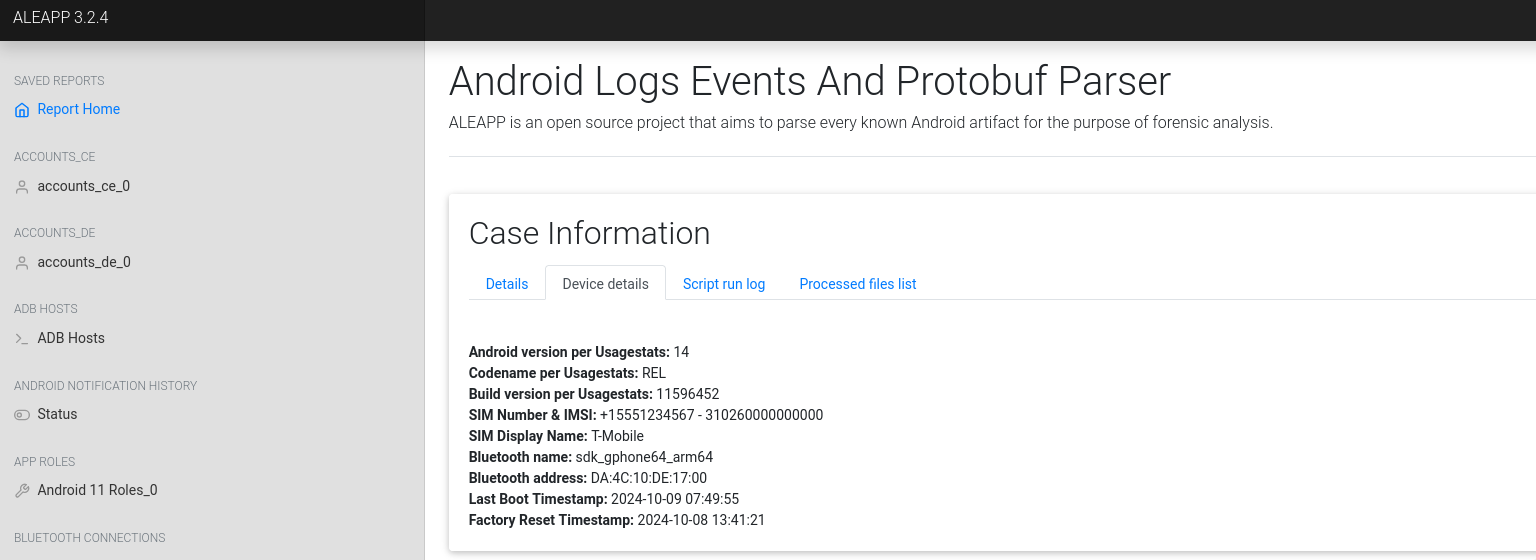 ALEAPP 3.2.4
SAVED REPORTS
Report Home
ACCOUNTS_CE
accounts_ce_0
ACCOUNTS_DE
accounts_de_0
ADB HOSTS
ADB Hosts
ANDROID NOTIFICATION HISTORY
Status
APP ROLES
Android 11 Roles_0
BLUETOOTH CONNECTIONS
Android Logs Events And Protobuf Parser
ALEAPP is an open source project that aims to parse every known Android artifact for the purpose of forensic analysis.
Case Information
Details Device details Script run log Processed files list
Android version per Usagestats: 14
Codename per Usagestats: REL
Build version per Usagestats: 11596452
SIM Number & IMSI: +15551234567 - 310260000000000
SIM Display Name: T-Mobile
Bluetooth name: sdk_gphone64_arm64
Bluetooth address: DA:4C:10:DE:17:00
Last Boot Timestamp: 2024-10-09 07:49:55
Factory Reset Timestamp: 2024-10-08 13:41:21